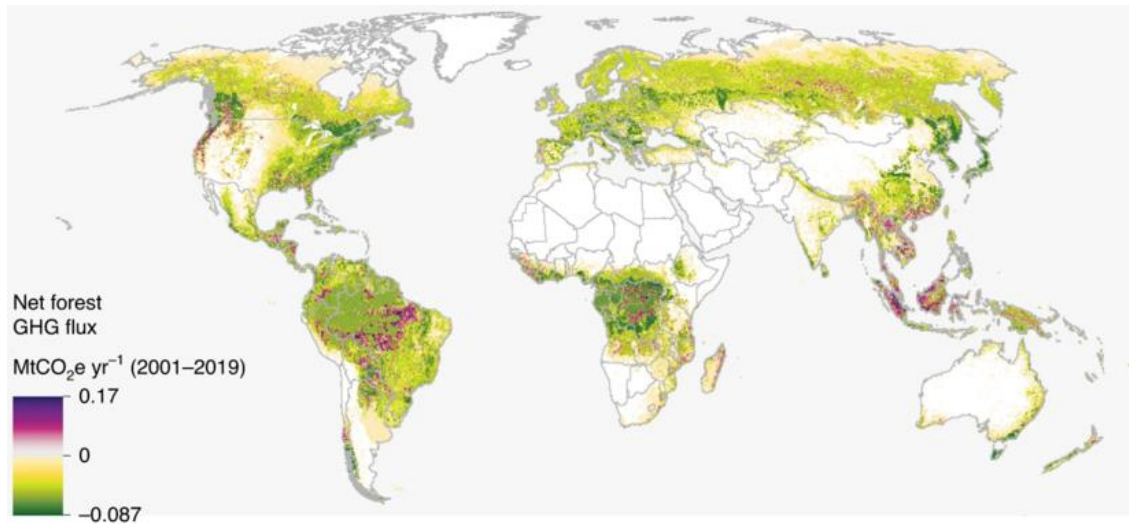 Net forest
GHG flux
MtCO₂e yr⁻¹ (2001–2019)
0.17
0
–0.087